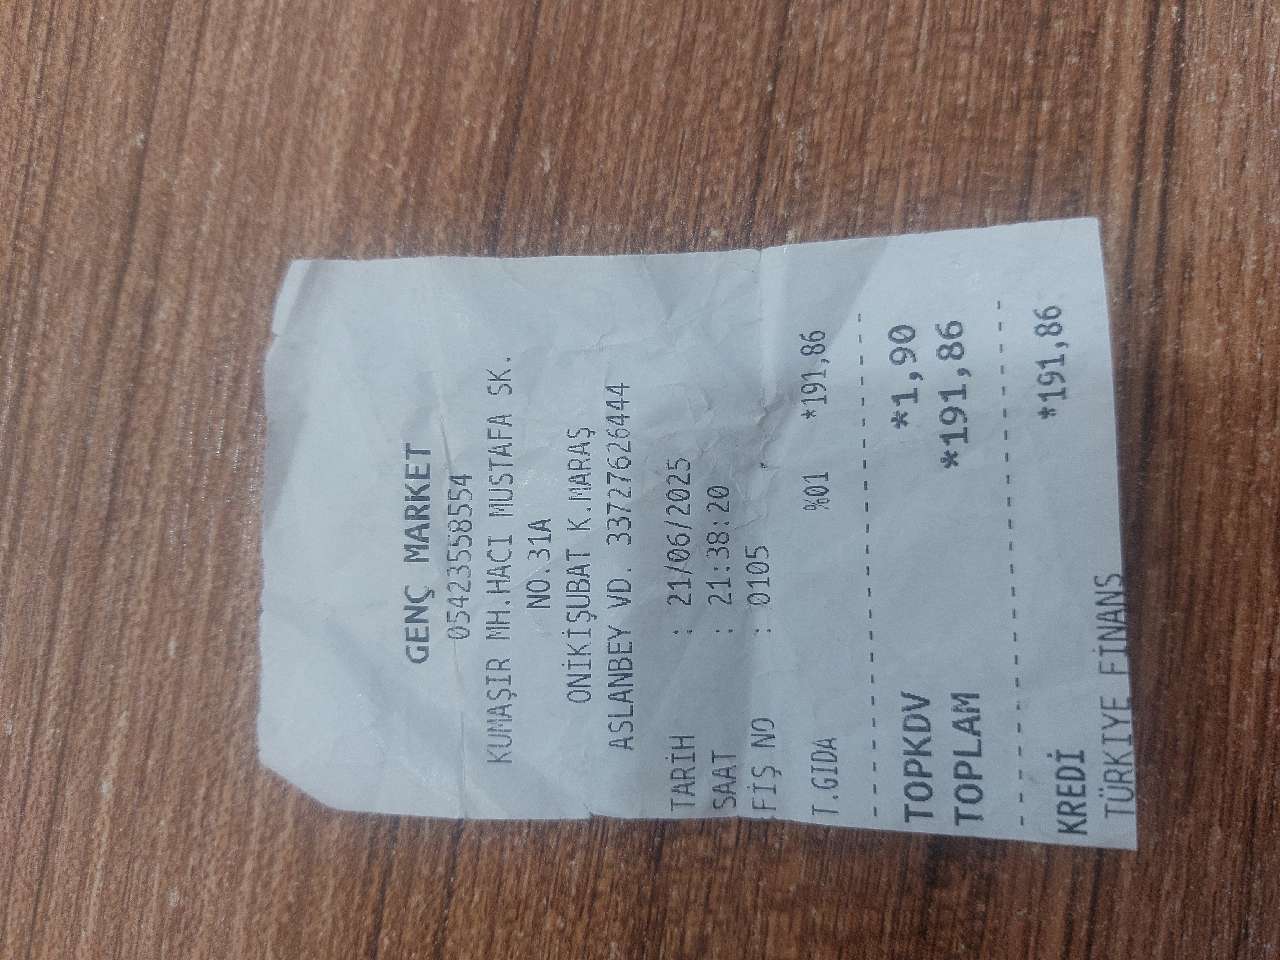 GENÇ MARKET
05423558554
KUMAŞIR MH.HACI MUSTAFA SK.
NO.31A
ONİKİŞUBAT K.MARAŞ
ASLANBEY VD. 33727626444
TARİH : 21/06/2025
SAAT : 21:38:20
FİŞ NO : 0105
T.GIDA %01 *191,86
TOPKDV *1,90
TOPLAM *191,86
KREDİ *191,86
TÜRKIYE FİNANS